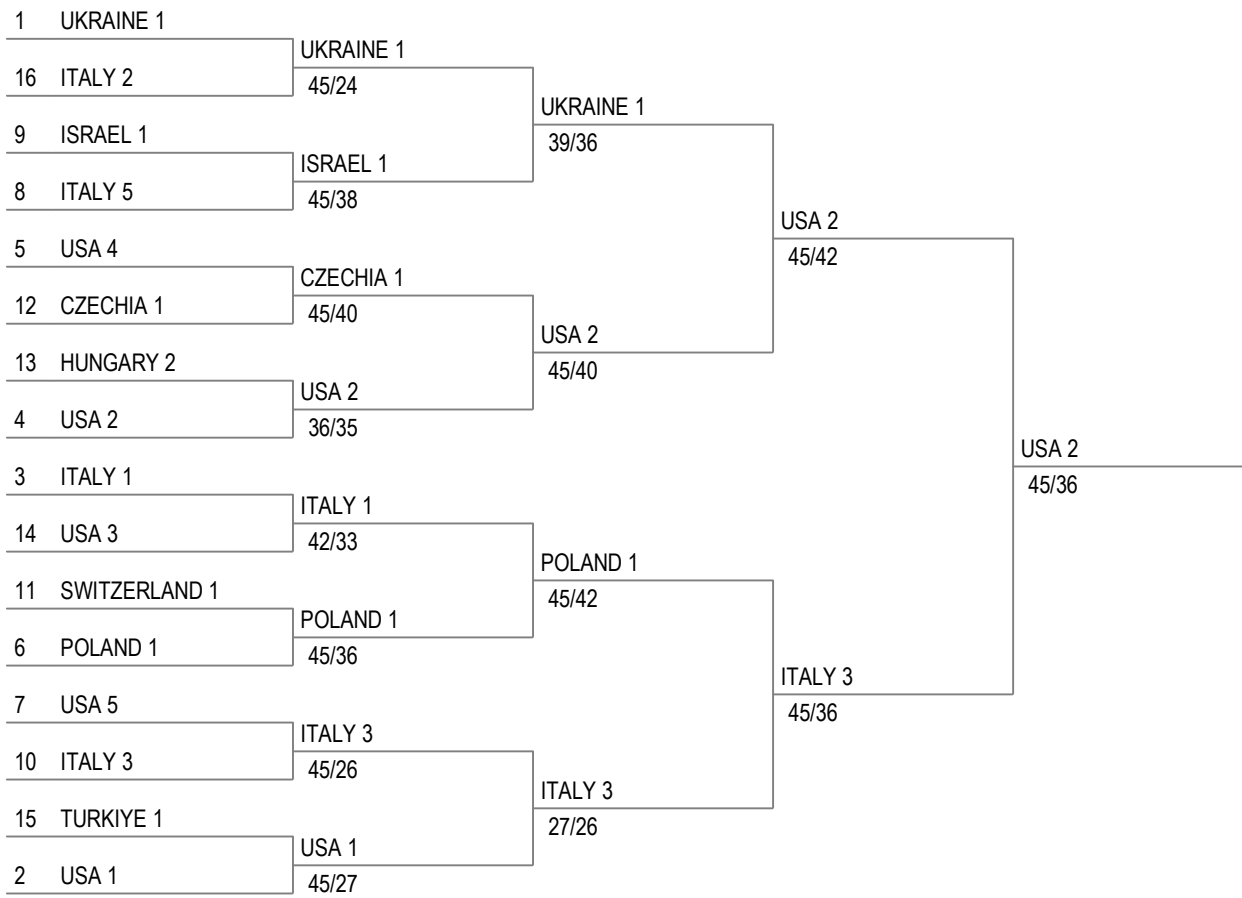 1 UKRAINE 1
16 ITALY 2
9 ISRAEL 1
8 ITALY 5
5 USA 4
12 CZECHIA 1
13 HUNGARY 2
4 USA 2
3 ITALY 1
14 USA 3
11 SWITZERLAND 1
6 POLAND 1
7 USA 5
10 ITALY 3
15 TURKIYE 1
2 USA 1
UKRAINE 1
45/24
ISRAEL 1
45/38
CZECHIA 1
45/40
USA 2
36/35
ITALY 1
42/33
POLAND 1
45/36
ITALY 3
45/26
USA 1
45/27
UKRAINE 1
39/36
USA 2
45/40
POLAND 1
45/42
ITALY 3
27/26
USA 2
45/42
ITALY 3
45/36
USA 2
45/36